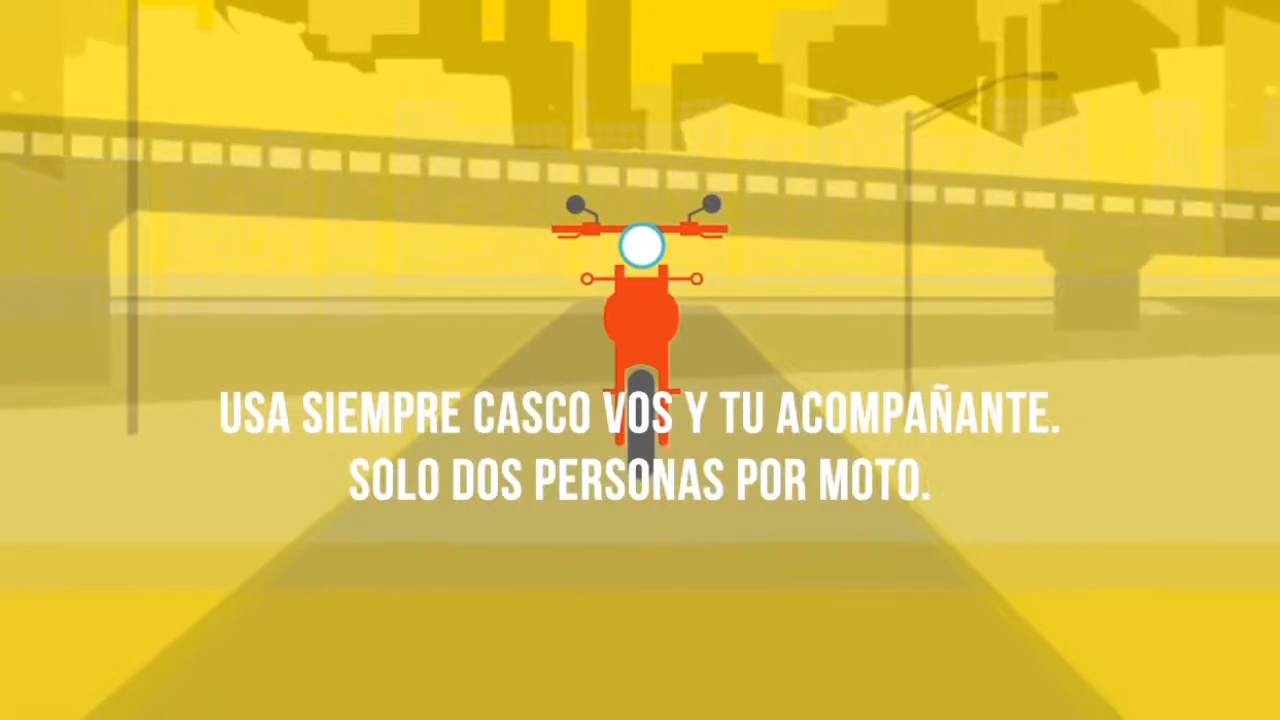 USA SIEMPRE CASCO VOS Y TU ACOMPAÑANTE.
SOLO DOS PERSONAS POR MOTO.